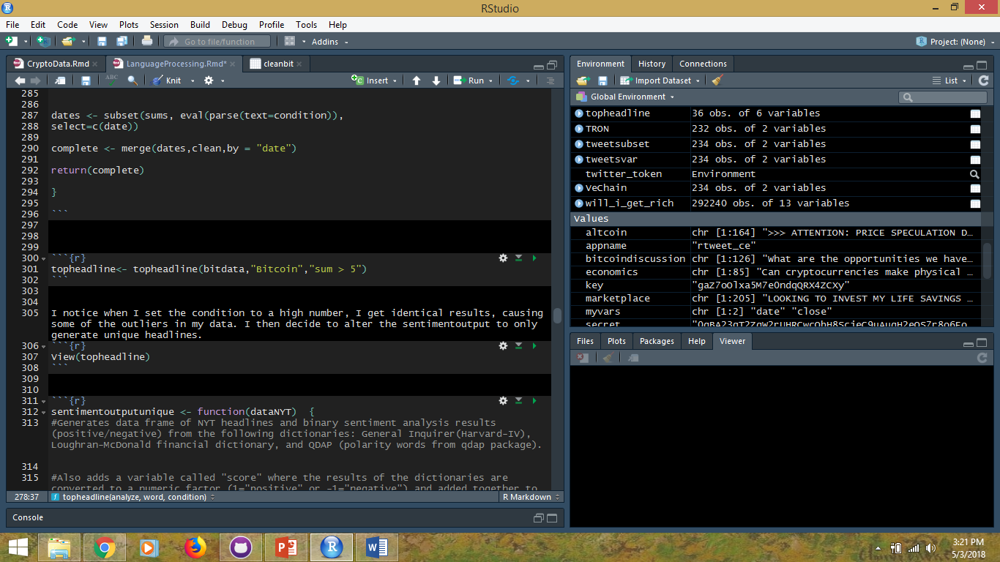 RStudio
File Edit Code View Plots Session Build Debug Profile Tools Help
Go to file/function Addins Project: (None)
CryptoData.Rmd LanguageProcessing.Rmd* cleanbit
ABC Knit Insert Run
285
286
287 dates <- subset(sums, eval(parse(text=condition)),
288 select=c(date))
289
290 complete <- merge(dates,clean,by = "date")
291
292 return(complete)
293
294 }
295
296 ```
297
298
299
300 ```{r}
301 topheadline<- topheadline(bitdata,"Bitcoin","sum > 5")
302 ```
303
304
305 I notice when I set the condition to a high number, I get identical results, causing
some of the outliers in my data. I then decide to alter the sentimentoutput to only
generate unique headlines.
306 ```{r}
307 View(topheadline)
308 ```
309
310
311 ```{r}
312 sentimentoutputunique <- function(dataNYT) {
313 #Generates data frame of NYT headlines and binary sentiment analysis results
(positive/negative) from the following dictionaries: General Inquirer(Harvard-IV),
Loughran-McDonald financial dictionary, and QDAP (polarity words from qdap package).
314
315 #Also adds a variable called "score" where the results of the dictionaries are
converted to a numeric factor (1="positive" or -1="negative") and added together to
278:37 topheadline(analyze, word, condition) R Markdown
Console
Environment History Connections
Import Dataset List
Global Environment
topheadline 36 obs. of 6 variables
TRON 232 obs. of 2 variables
tweetsubset 234 obs. of 2 variables
tweetsvar 234 obs. of 2 variables
twitter_token Environment
VeChain 234 obs. of 2 variables
will_i_get_rich 292240 obs. of 13 variables
Values
altcoin chr [1:164] ">>> ATTENTION: PRICE SPECULATION D…
appname "rtweet_ce"
bitcoindiscussion chr [1:126] "What are the opportunities we have…
economics chr [1:85] "Can cryptocurrencies make physical …
key "gaZ7oOlxa5M7e0ndqQRX4ZCXy"
marketplace chr [1:205] "LOOKING TO INVEST MY LIFE SAVINGS …
myvars chr [1:2] "date" "close"
secret
Files Plots Packages Help Viewer
3:21 PM
5/3/2018